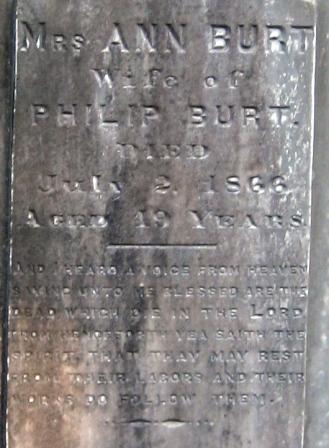 MRS ANN BURT
Wife of
PHILIP BURT.
DIED
July 2, 1866
AGED 49 YEARS
AND I HEARD A VOICE FROM HEAVEN
SAYING UNTO ME BLESSED ARE THE
DEAD WHICH DIE IN THE LORD
FROM HENCEFORTH YEA SAITH THE
SPIRIT, THAT THAY MAY REST
FROM THEIR LABORS AND THEIR
WORKS DO FOLLOW THEM.